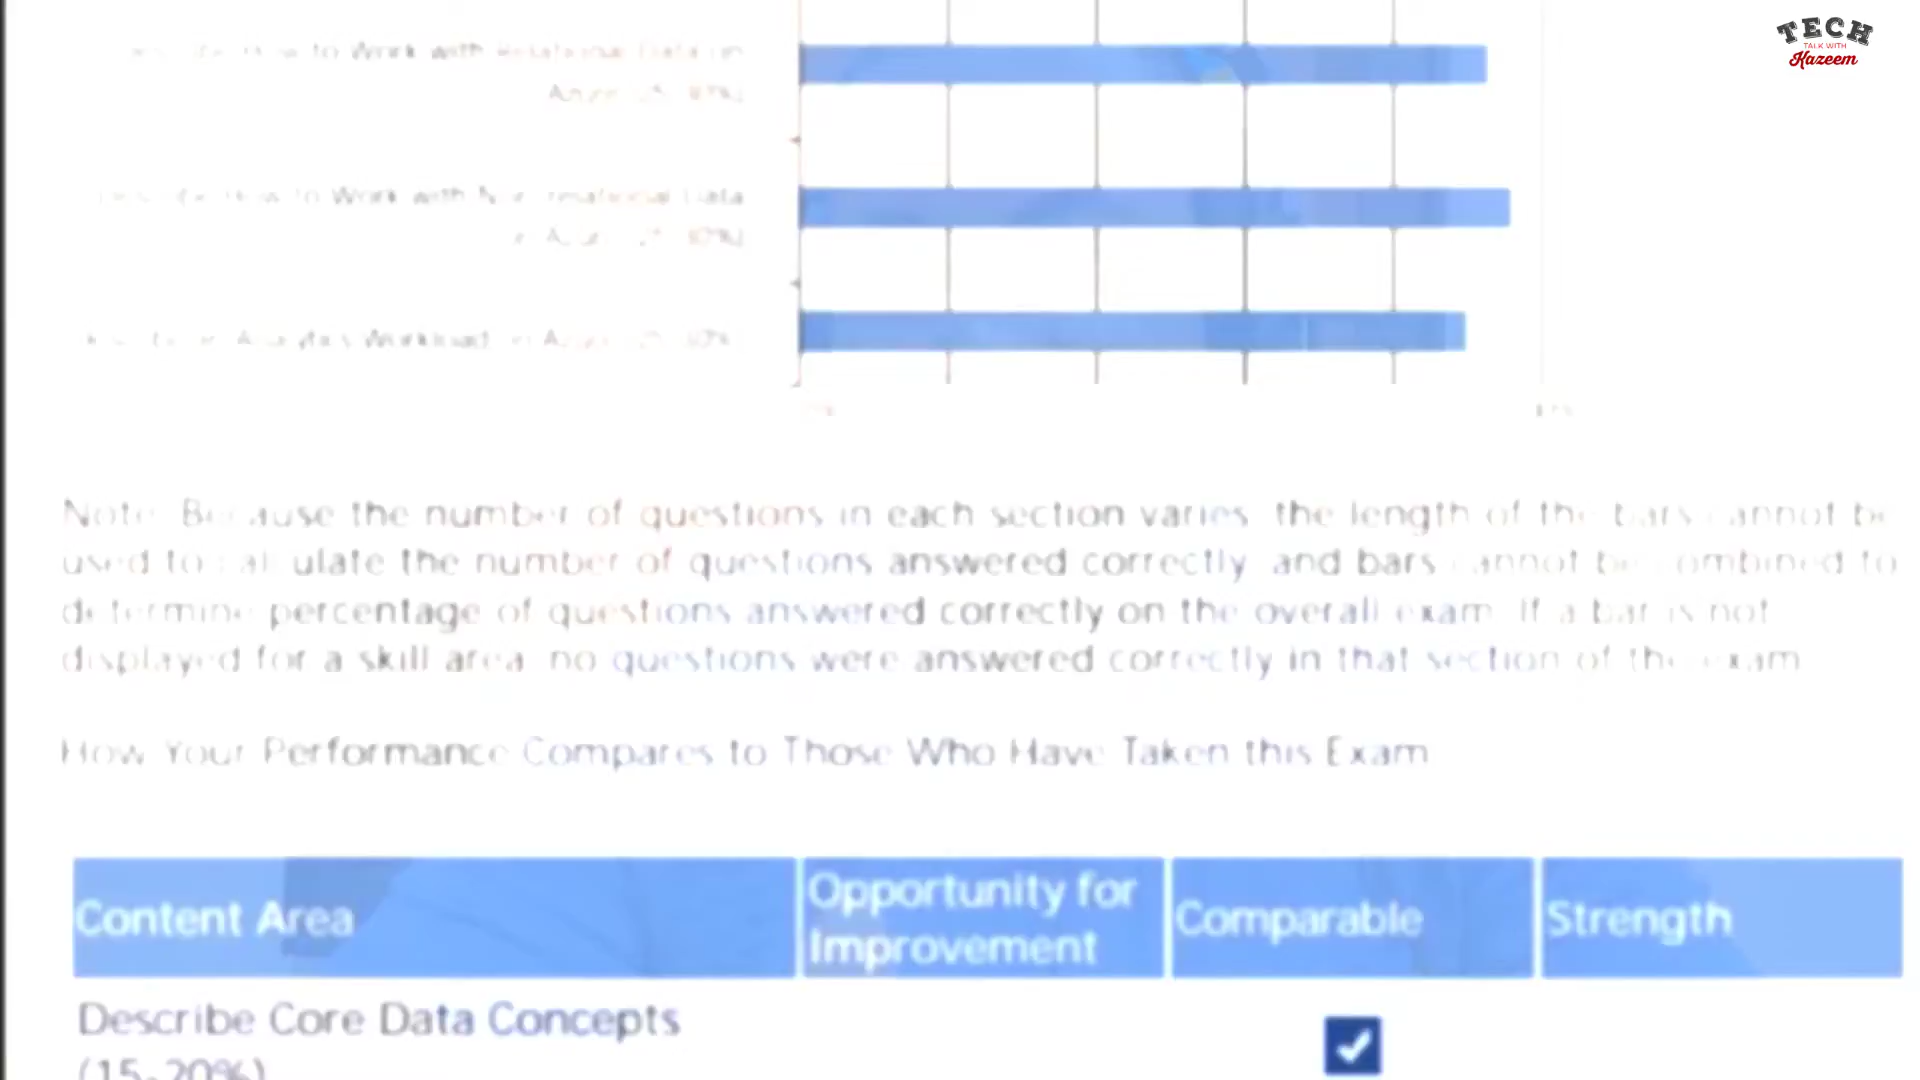 TECH
TALK WITH
Kazeem
How to Work with Relational Data on
How to Work with Non-relational Data
Analytics Workload in Azure
Note: Because the number of questions in each section varies, the length of the bars cannot be
used to calculate the number of questions answered correctly, and bars cannot be combined to
determine percentage of questions answered correctly on the overall exam. If a bar is not
displayed for a skill area, no questions were answered correctly in that section of the exam.
How Your Performance Compares to Those Who Have Taken this Exam
Content Area
Opportunity for
Improvement
Comparable
Strength
Describe Core Data Concepts
(15-20%)